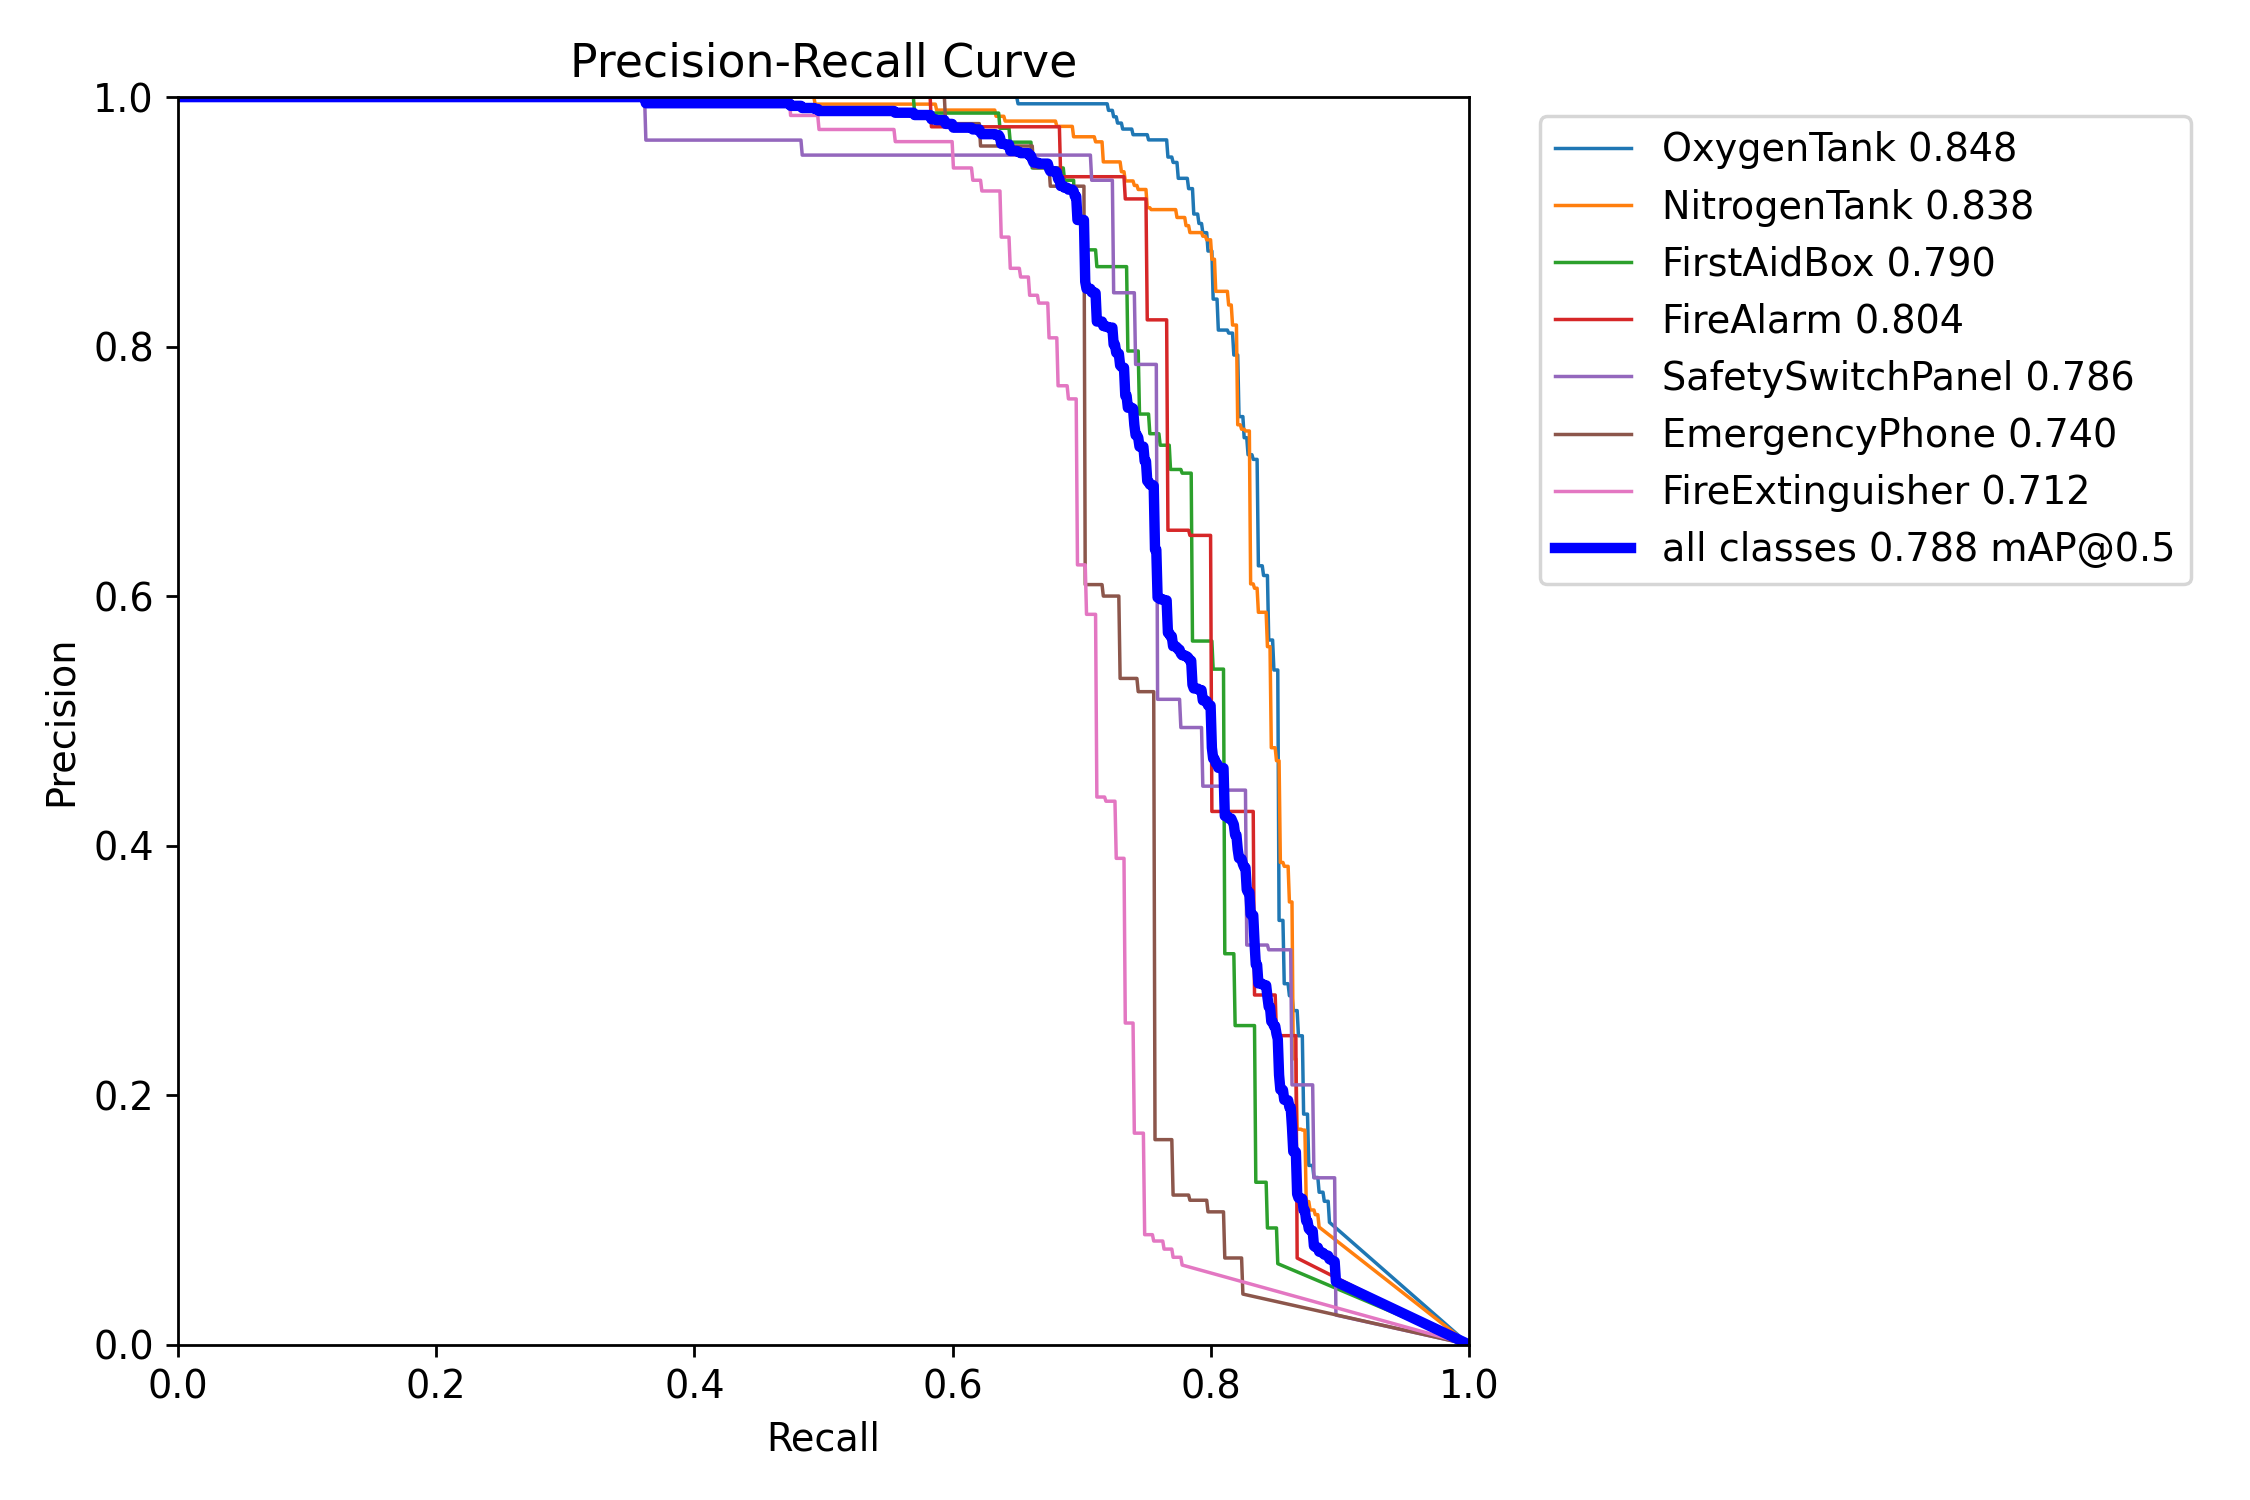 Precision-Recall Curve
1.0
0.8
0.6
0.4
0.2
0.0
Precision
0.0 0.2 0.4 0.6 0.8 1.0
Recall
OxygenTank 0.848
NitrogenTank 0.838
FirstAidBox 0.790
FireAlarm 0.804
SafetySwitchPanel 0.786
EmergencyPhone 0.740
FireExtinguisher 0.712
all classes 0.788 mAP@0.5